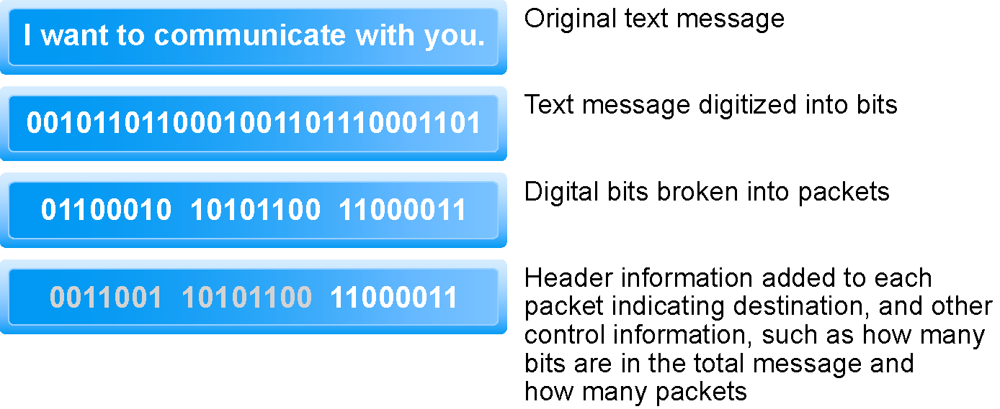 I want to communicate with you.
Original text message
001011011000100110111000​1101
Text message digitized into bits
01100010 10101100 11000011
Digital bits broken into packets
0011001 10101100 11000011
Header information added to each
packet indicating destination, and other
control information, such as how many
bits are in the total message and
how many packets